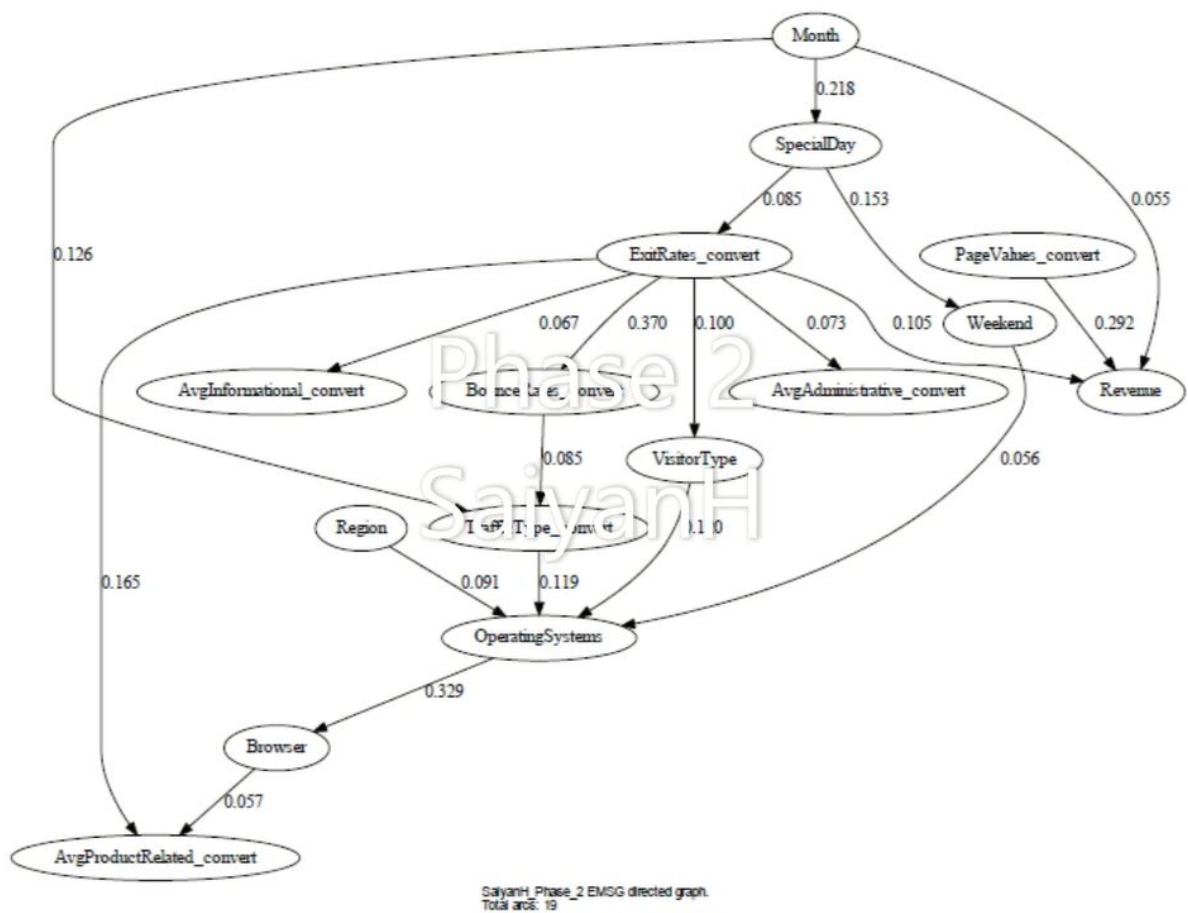 Month
0.218
SpecialDay
0.085
0.153
0.055
0.126
ExitRates_convert
PageValues_convert
0.067
0.370
0.100
0.073
0.105
Weekend
0.292
Phase 2
AvgInformational_convert
BounceRates_convert
AvgAdministrative_convert
Revenue
0.085
VisitorType
0.056
SaiyanH
Region
TrafficType_convert
0.165
0.091
0.119
OperatingSystems
0.329
Browser
0.057
AvgProductRelated_convert
SaiyanH_Phase_2 EMSG directed graph.
Total arcs: 19